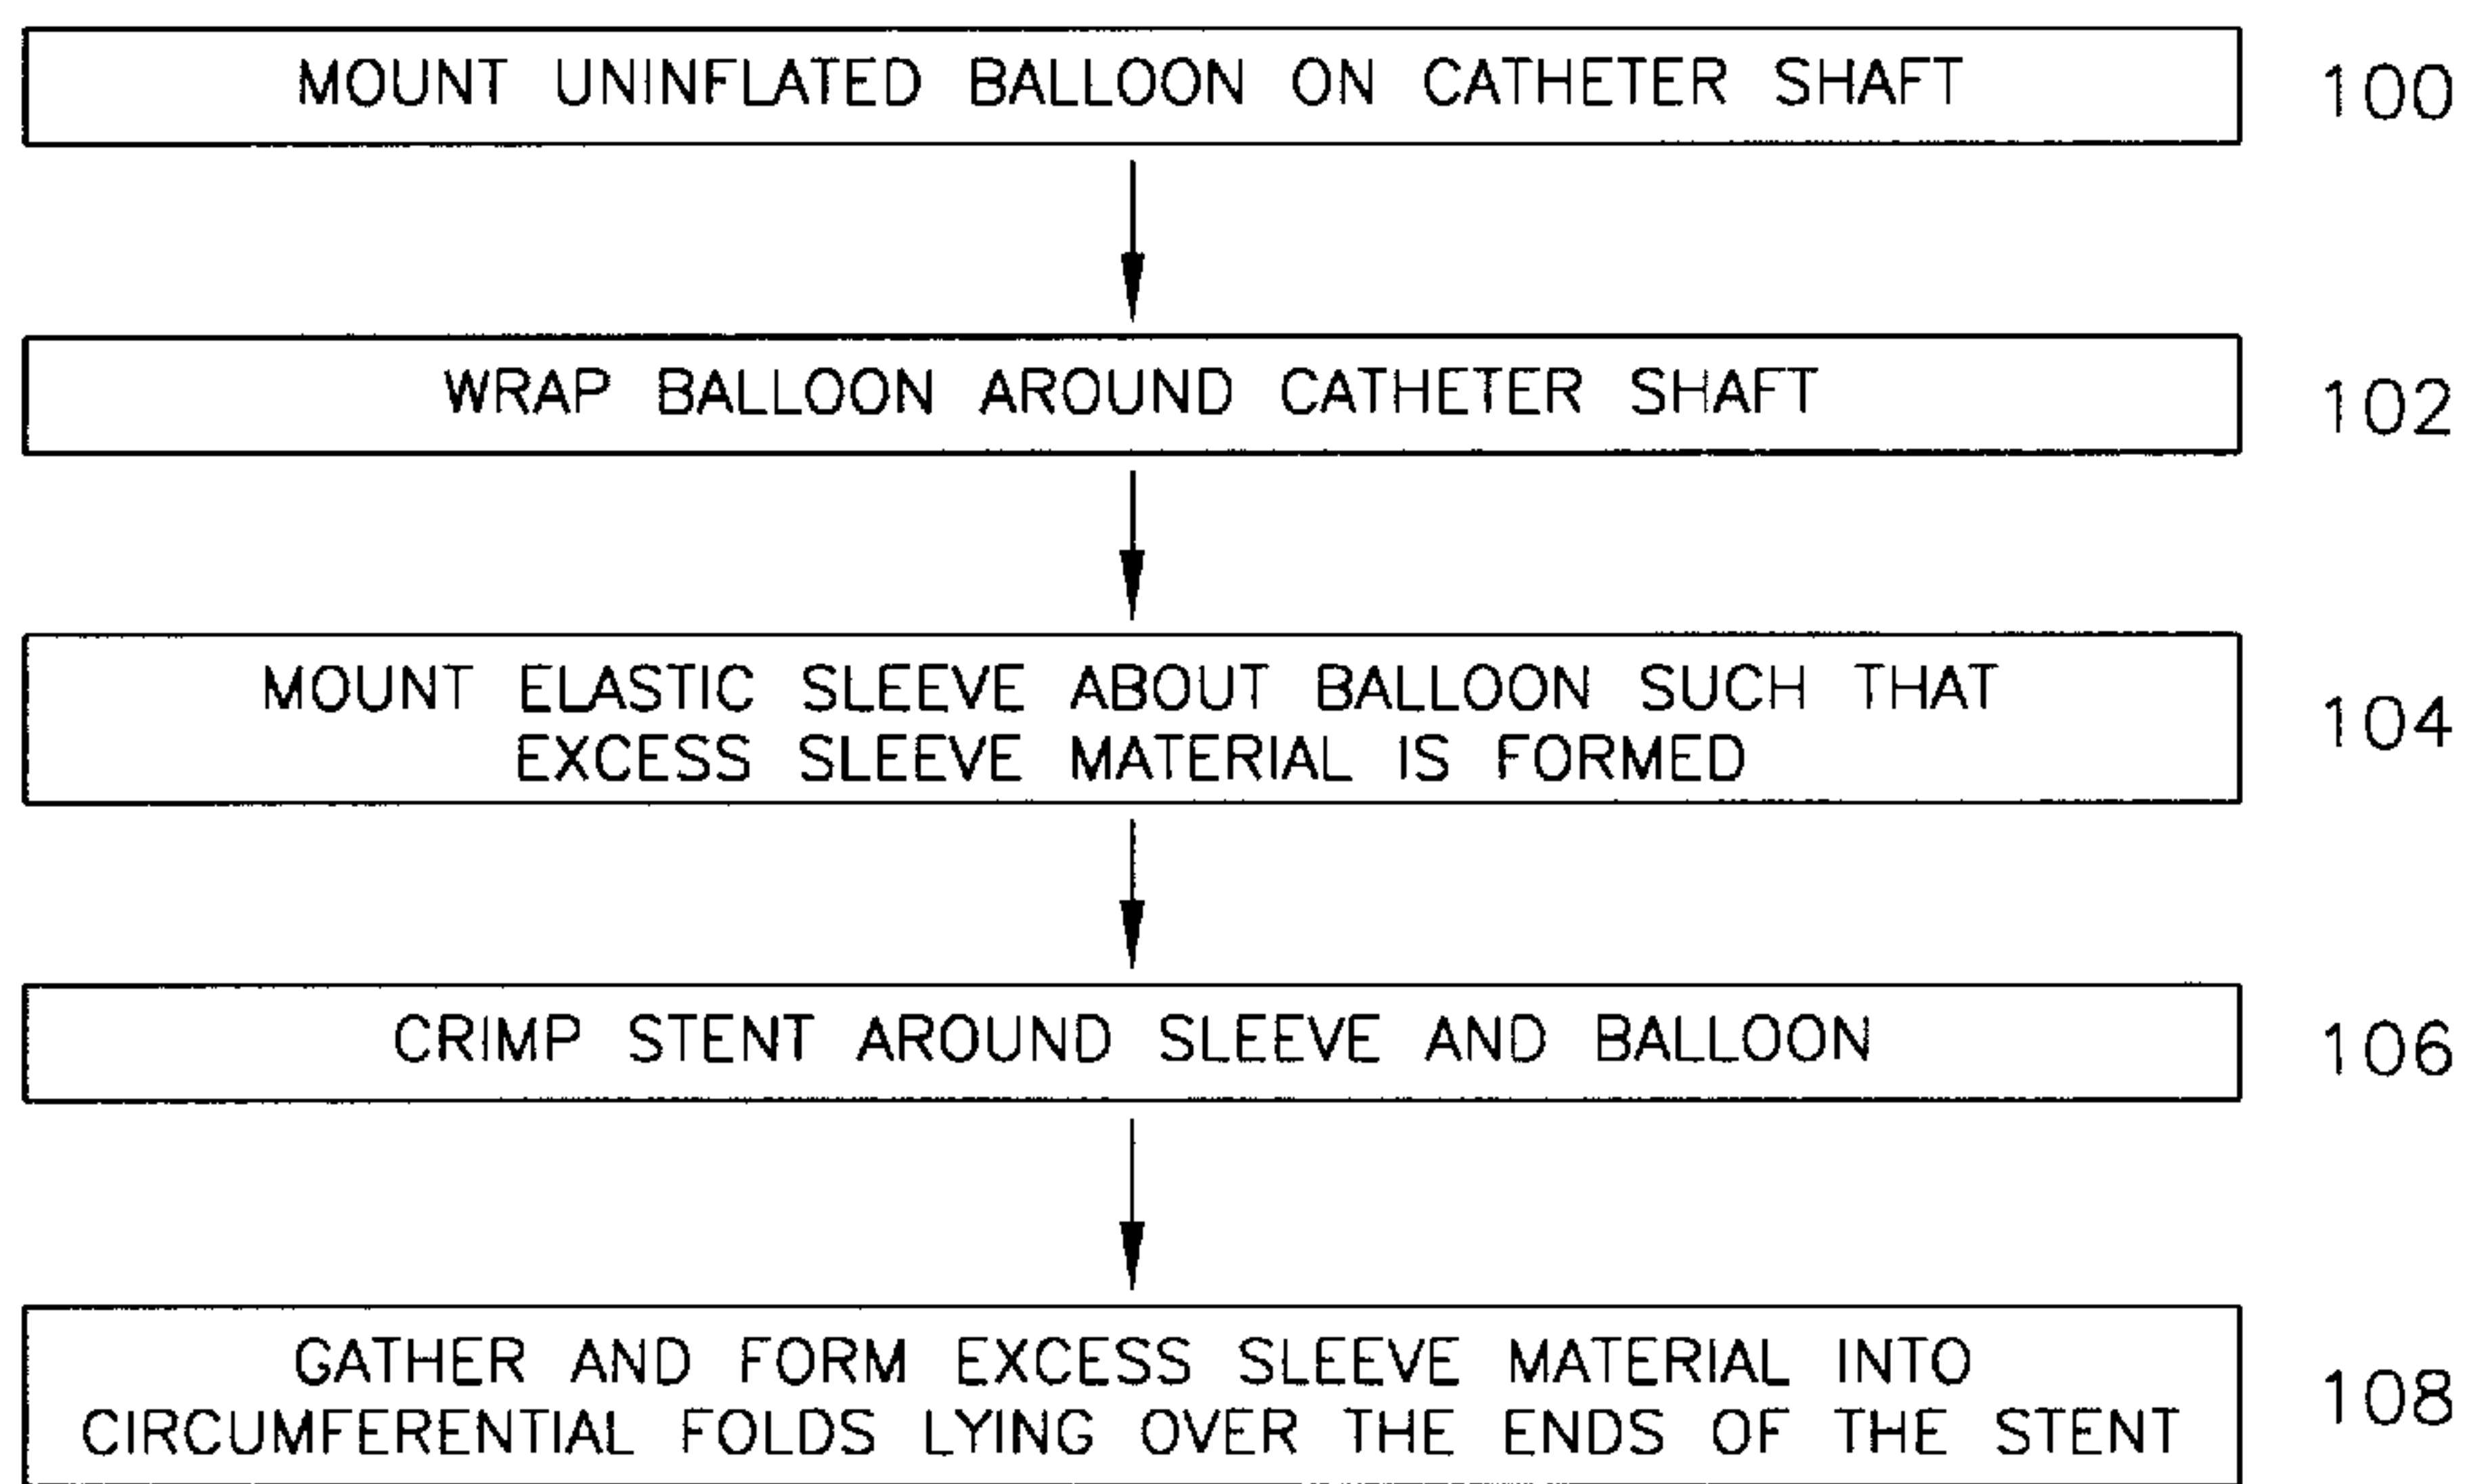 MOUNT UNINFLATED BALLOON ON CATHETER SHAFT 100
WRAP BALLOON AROUND CATHETER SHAFT 102
MOUNT ELASTIC SLEEVE ABOUT BALLOON SUCH THAT
EXCESS SLEEVE MATERIAL IS FORMED
104
CRIMP STENT AROUND SLEEVE AND BALLOON 106
GATHER AND FORM EXCESS SLEEVE MATERIAL INTO
CIRCUMFERENTIAL FOLDS LYING OVER THE ENDS OF THE STENT
108